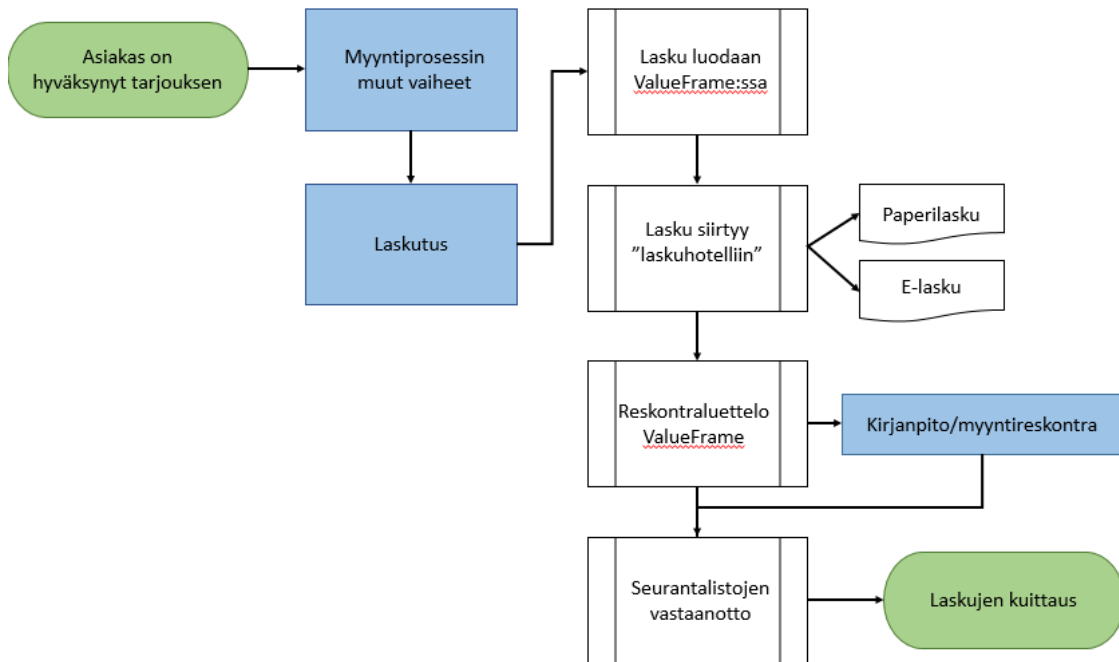 Asiakas on
hyväksynyt tarjouksen
Myyntiprosessin
muut vaiheet
Laskutus
Lasku luodaan
ValueFrame:ssa
Lasku siirtyy
”laskuhotelliin”
Paperilasku
E-lasku
Reskontraluettelo
ValueFrame
Kirjanpito/myyntireskontra
Seurantalistojen
vastaanotto
Laskujen kuittaus